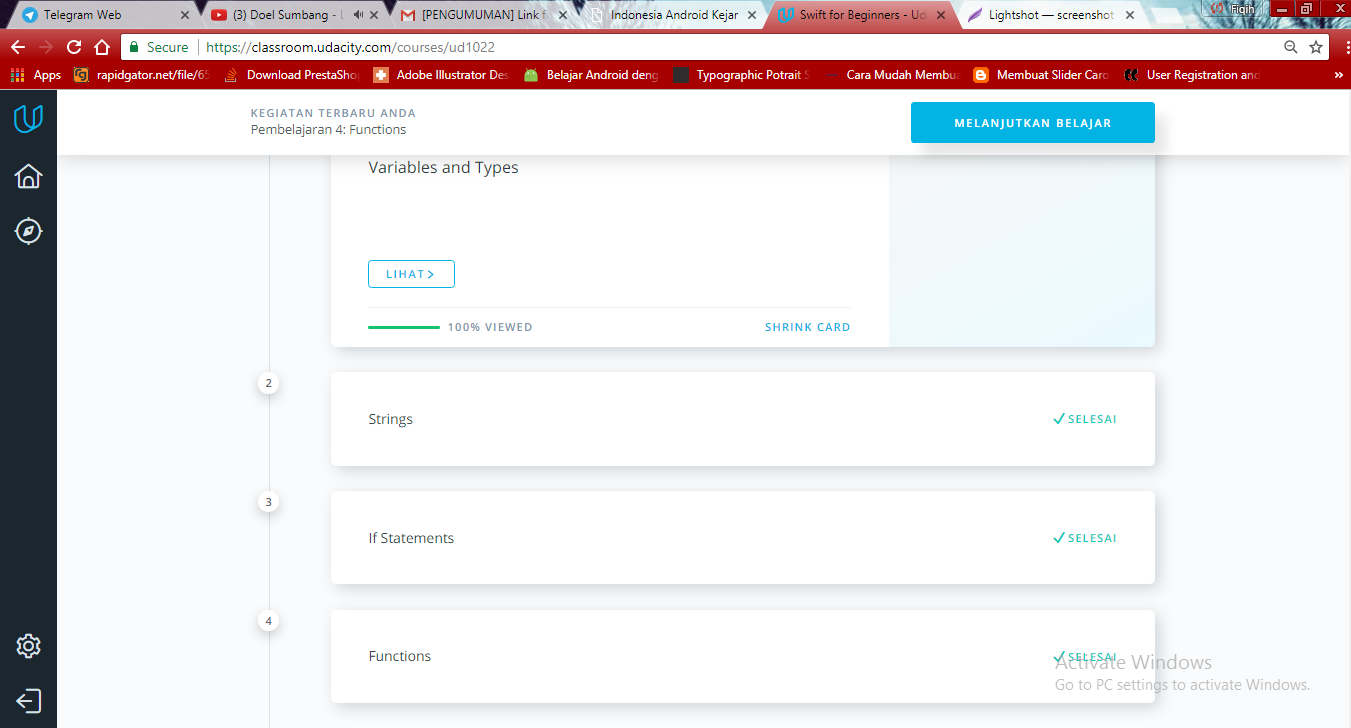 Telegram Web
(3) Doel Sumbang - L
[PENGUMUMAN] Link f
Indonesia Android Kejar
Swift for Beginners - Ud
Lightshot — screenshot
Fiqih
Secure
https://classroom.udacity.com/courses/ud1022
Apps
rapidgator.net/file/65
Download PrestaShop
Adobe Illustrator Des
Belajar Android deng
Typographic Potrait S
Cara Mudah Membua
Membuat Slider Caro
User Registration and
»
KEGIATAN TERBARU ANDA
Pembelajaran 4: Functions
MELANJUTKAN BELAJAR
Variables and Types
LIHAT >
100% VIEWED
SHRINK CARD
2
Strings
SELESAI
3
If Statements
SELESAI
4
Functions
SELESAI
Activate Windows
Go to PC settings to activate Windows.